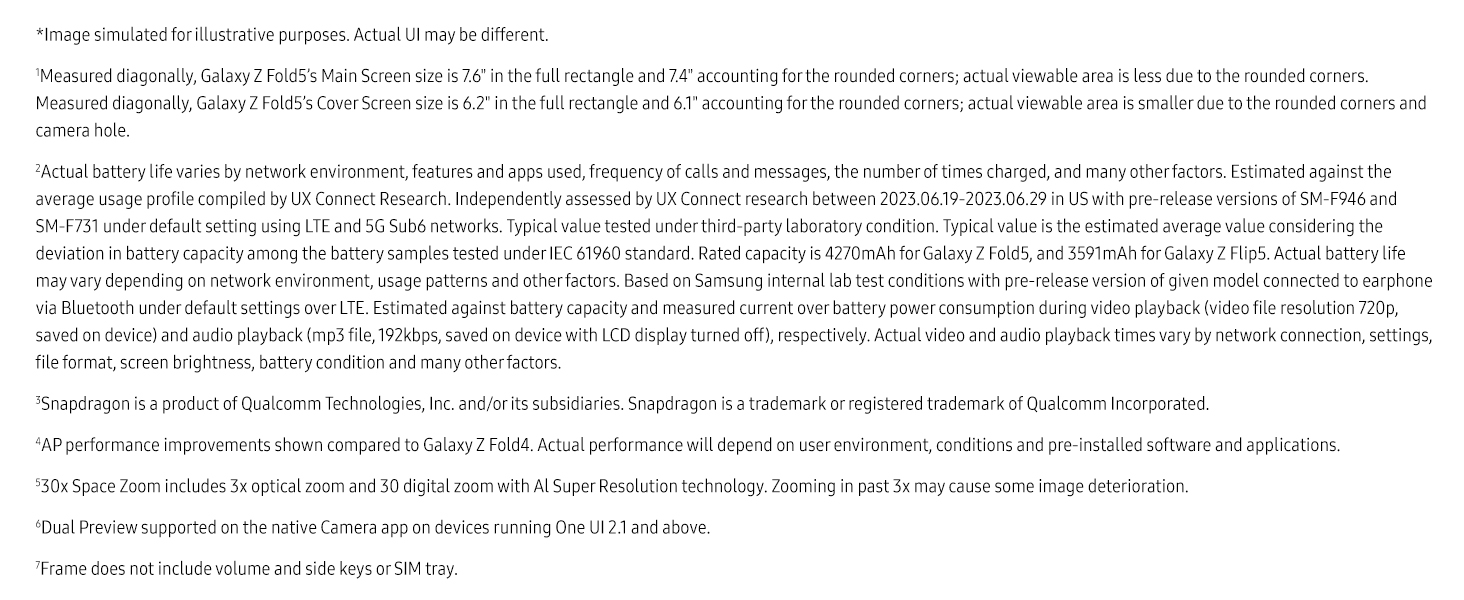 *Image simulated for illustrative purposes. Actual UI may be different.
¹Measured diagonally, Galaxy Z Fold5’s Main Screen size is 7.6" in the full rectangle and 7.4" accounting for the rounded corners; actual viewable area is less due to the rounded corners.
Measured diagonally, Galaxy Z Fold5’s Cover Screen size is 6.2" in the full rectangle and 6.1" accounting for the rounded corners; actual viewable area is smaller due to the rounded corners and
camera hole.
²Actual battery life varies by network environment, features and apps used, frequency of calls and messages, the number of times charged, and many other factors. Estimated against the
average usage profile compiled by UX Connect Research. Independently assessed by UX Connect research between 2023.06.19-2023.06.29 in US with pre-release versions of SM-F946 and
SM-F731 under default setting using LTE and 5G Sub6 networks. Typical value tested under third-party laboratory condition. Typical value is the estimated average value considering the
deviation in battery capacity among the battery samples tested under IEC 61960 standard. Rated capacity is 4270mAh for Galaxy Z Fold5, and 3591mAh for Galaxy Z Flip5. Actual battery life
may vary depending on network environment, usage patterns and other factors. Based on Samsung internal lab test conditions with pre-release version of given model connected to earphone
via Bluetooth under default settings over LTE. Estimated against battery capacity and measured current over battery power consumption during video playback (video file resolution 720p,
saved on device) and audio playback (mp3 file, 192kbps, saved on device with LCD display turned off), respectively. Actual video and audio playback times vary by network connection, settings,
file format, screen brightness, battery condition and many other factors.
³Snapdragon is a product of Qualcomm Technologies, Inc. and/or its subsidiaries. Snapdragon is a trademark or registered trademark of Qualcomm Incorporated.
⁴AP performance improvements shown compared to Galaxy Z Fold4. Actual performance will depend on user environment, conditions and pre-installed software and applications.
⁵30x Space Zoom includes 3x optical zoom and 30 digital zoom with Al Super Resolution technology. Zooming in past 3x may cause some image deterioration.
⁶Dual Preview supported on the native Camera app on devices running One UI 2.1 and above.
⁷Frame does not include volume and side keys or SIM tray.